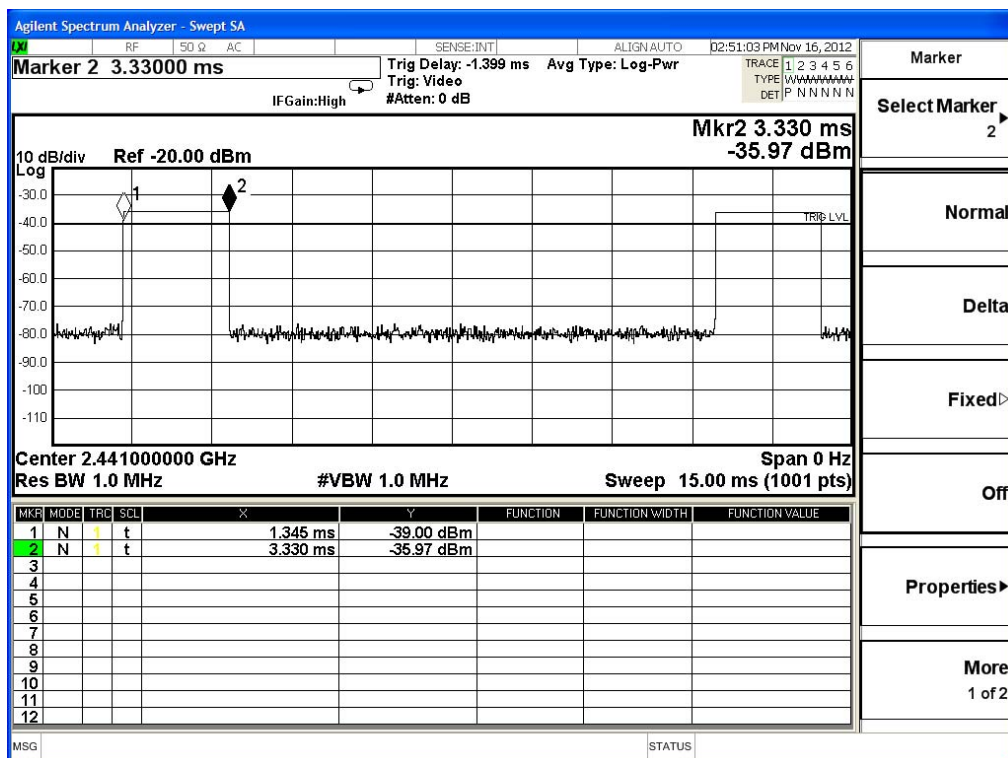 Agilent Spectrum Analyzer - Swept SA
LXI RF 50 Ω AC SENSE:INT ALIGN AUTO 02:51:03 PM Nov 16, 2012
Marker 2 3.33000 ms
Trig Delay: -1.399 ms Avg Type: Log-Pwr
Trig: Video
IFGain:High #Atten: 0 dB
TRACE 1 2 3 4 5 6
TYPE WWWWWW
DET P N N N N N
Mkr2 3.330 ms
-35.97 dBm
10 dB/div Ref -20.00 dBm
Log
1
2
TRIG LVL
-30.0
-40.0
-50.0
-60.0
-70.0
-80.0
-90.0
-100
-110
Center 2.441000000 GHz Span 0 Hz
Res BW 1.0 MHz #VBW 1.0 MHz Sweep 15.00 ms (1001 pts)
MKR MODE TRC SCL X Y FUNCTION FUNCTION WIDTH FUNCTION VALUE
1 N 1 t 1.345 ms -39.00 dBm
2 N 1 t 3.330 ms -35.97 dBm
3
4
5
6
7
8
9
10
11
12
MSG STATUS
Marker
Select Marker
2
Normal
Delta
Fixed
Off
Properties
More
1 of 2